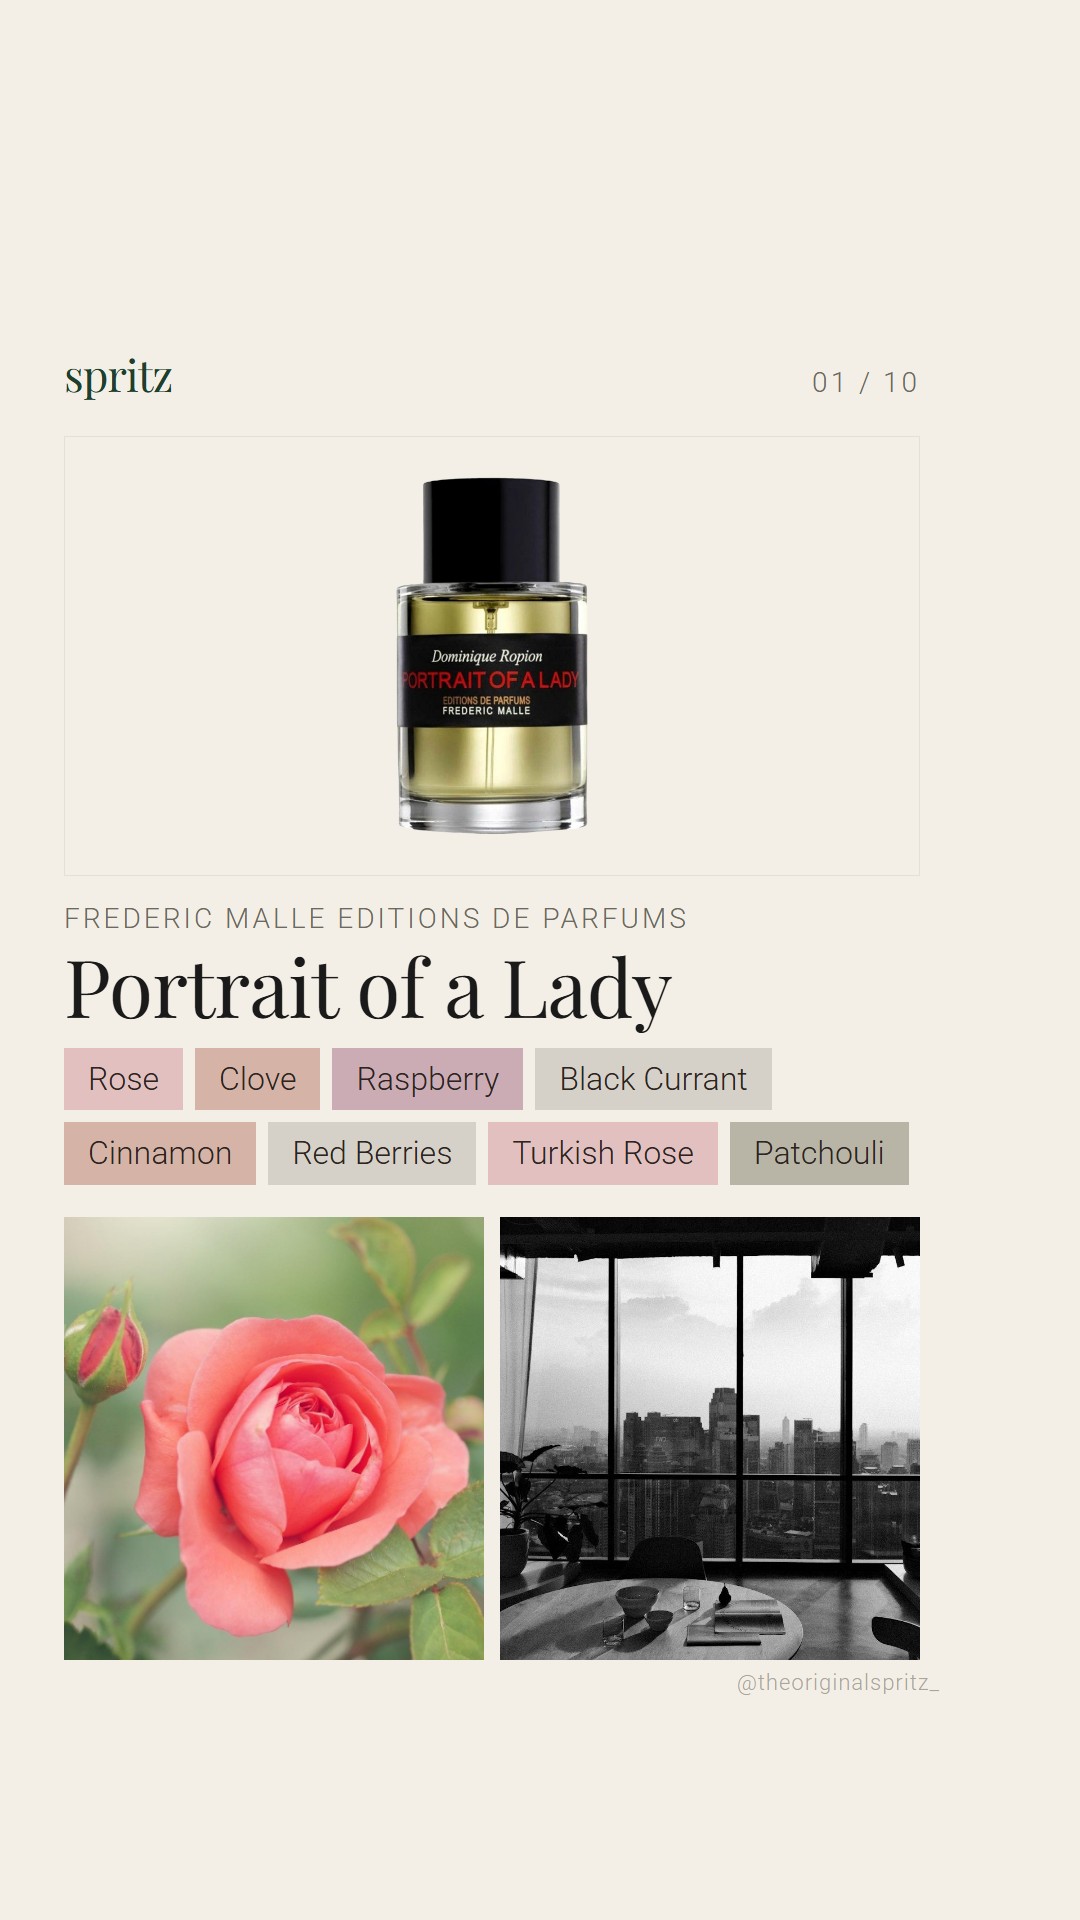 spritz
01 / 10
Dominique Ropion
PORTRAIT OF A LADY
EDITIONS DE PARFUMS
FREDERIC MALLE
FREDERIC MALLE EDITIONS DE PARFUMS
Portrait of a Lady
Rose Clove Raspberry Black Currant
Cinnamon Red Berries Turkish Rose Patchouli
@theoriginalspritz_